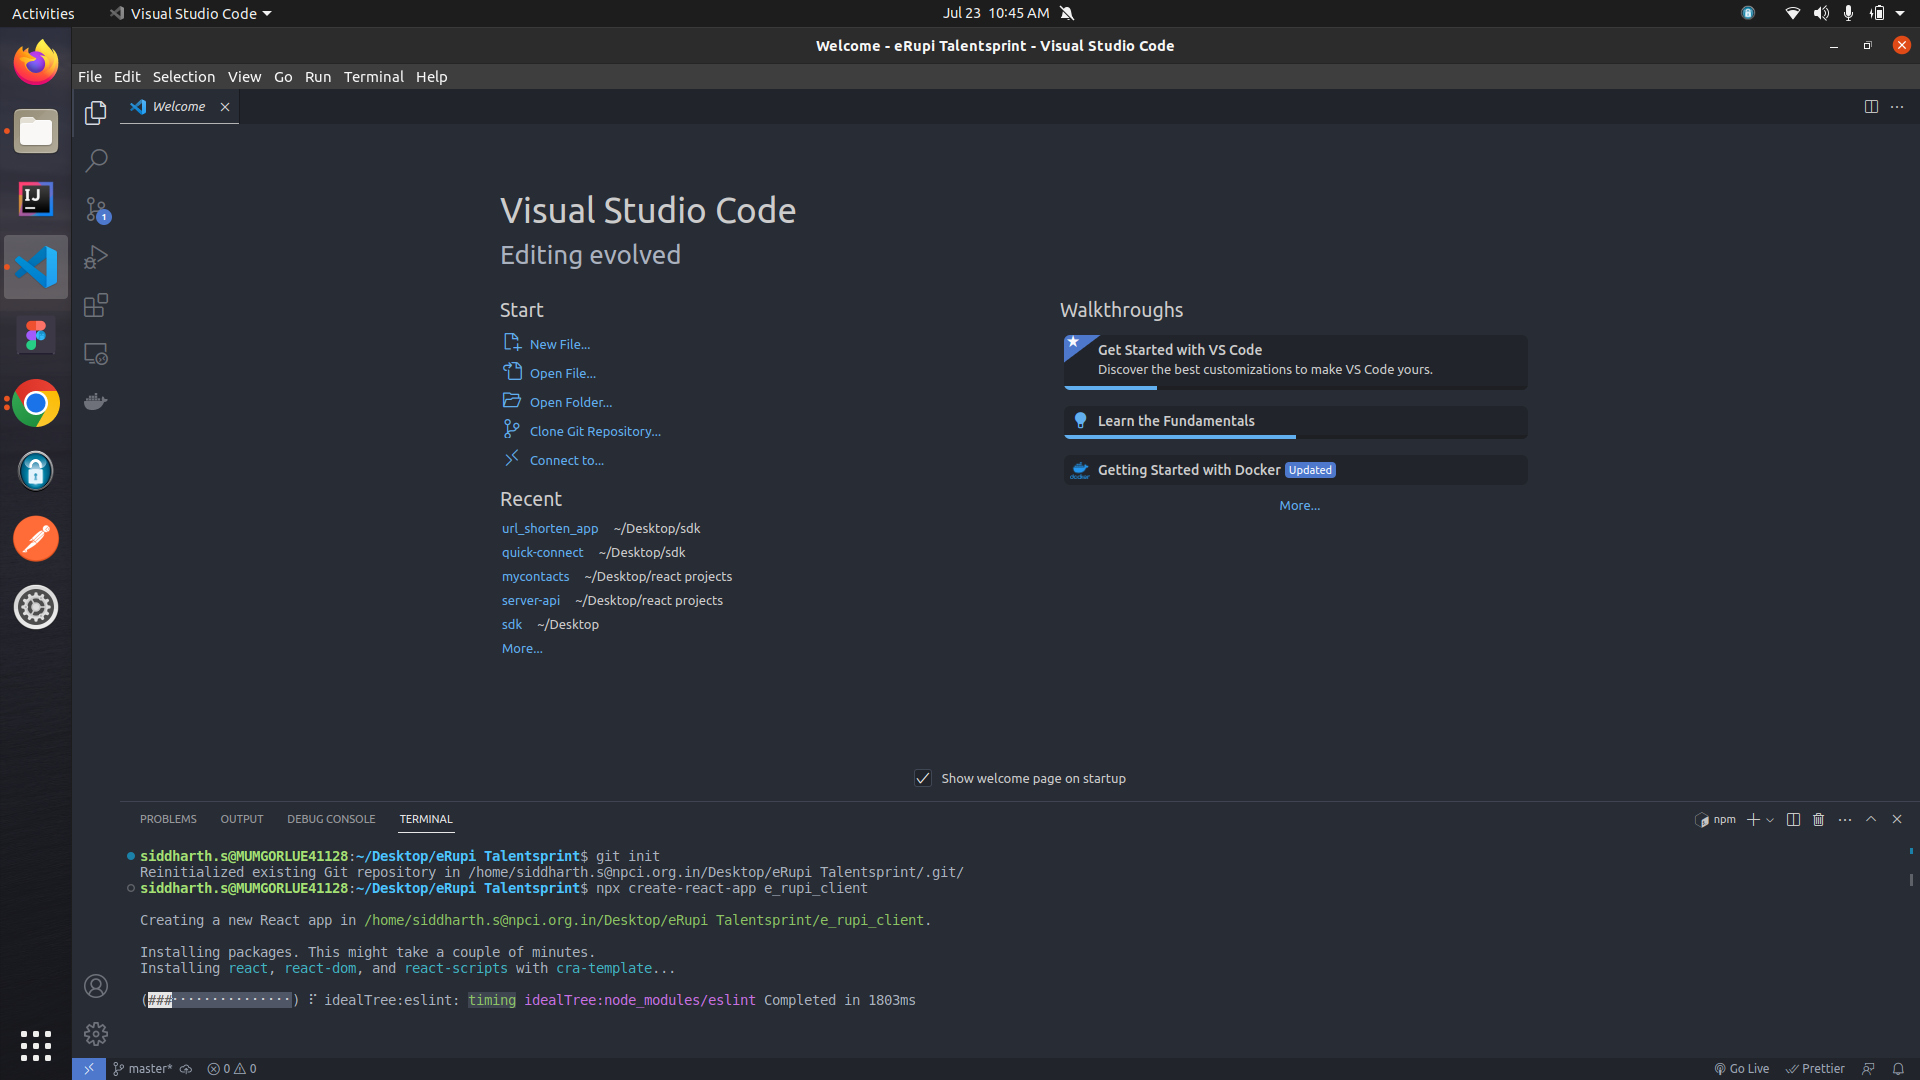 Activities Visual Studio Code Jul 23 10:45 AM
Welcome - eRupi Talentsprint - Visual Studio Code
File Edit Selection View Go Run Terminal Help
Welcome
IJ
1
Visual Studio Code
Editing evolved
Start
New File...
Open File...
Open Folder...
Clone Git Repository...
Connect to...
Recent
url_shorten_app ~/Desktop/sdk
quick-connect ~/Desktop/sdk
mycontacts ~/Desktop/react projects
server-api ~/Desktop/react projects
sdk ~/Desktop
More...
Walkthroughs
Get Started with VS Code
Discover the best customizations to make VS Code yours.
Learn the Fundamentals
docker
Getting Started with Docker Updated
More...
Show welcome page on startup
PROBLEMS OUTPUT DEBUG CONSOLE TERMINAL npm
siddharth.s@MUMGORLUE41128:~/Desktop/eRupi Talentsprint$ git init
Reinitialized existing Git repository in /home/siddharth.s@npci.org.in/Desktop/eRupi Talentsprint/.git/
siddharth.s@MUMGORLUE41128:~/Desktop/eRupi Talentsprint$ npx create-react-app e_rupi_client
Creating a new React app in /home/siddharth.s@npci.org.in/Desktop/eRupi Talentsprint/e_rupi_client.
Installing packages. This might take a couple of minutes.
Installing react, react-dom, and react-scripts with cra-template...
(###···············) ⠏ idealTree:eslint: timing idealTree:node_modules/eslint Completed in 1803ms
master* 0 0 Go Live Prettier